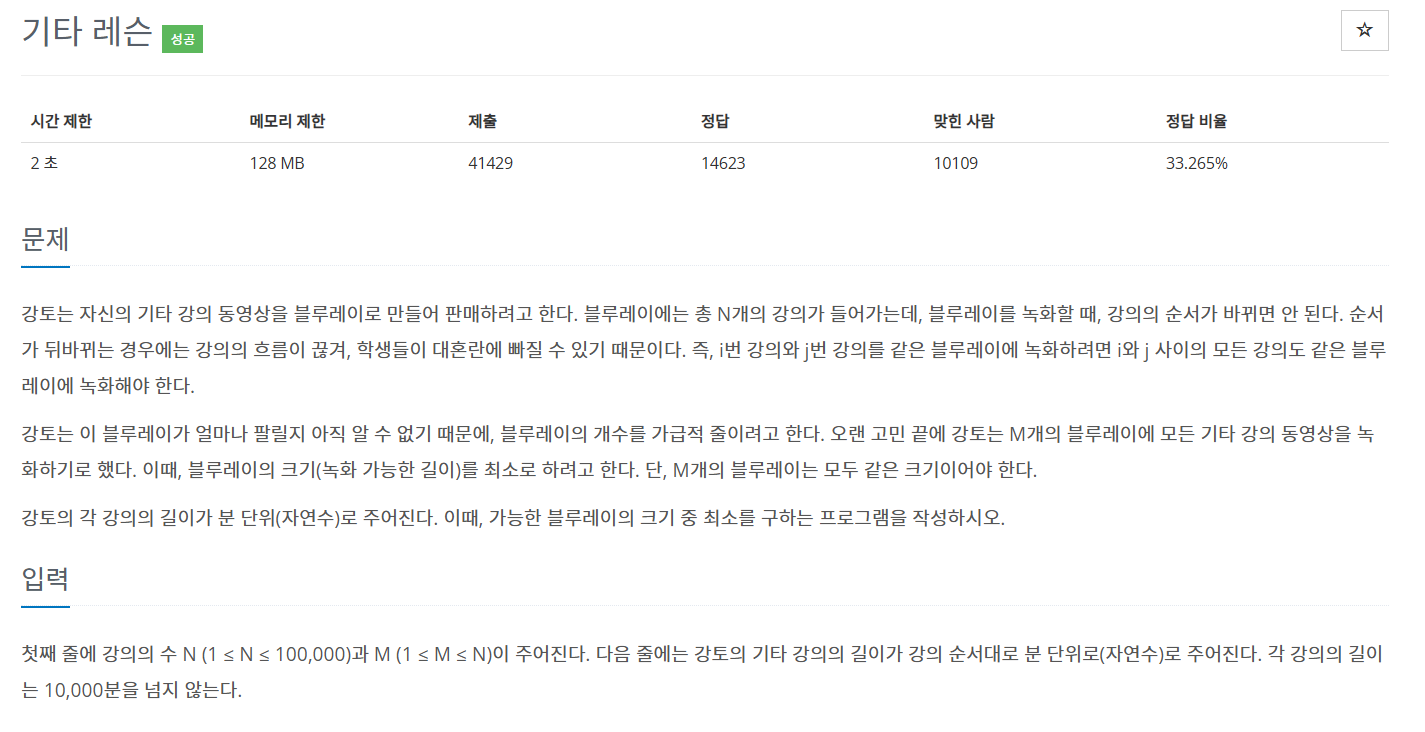 기타 레슨 성공
☆
시간 제한 메모리 제한 제출 정답 맞힌 사람 정답 비율
2 초 128 MB 41429 14623 10109 33.265%
문제
강토는 자신의 기타 강의 동영상을 블루레이로 만들어 판매하려고 한다. 블루레이에는 총 N개의 강의가 들어가는데, 블루레이를 녹화할 때, 강의의 순서가 바뀌면 안 된다. 순서
가 뒤바뀌는 경우에는 강의의 흐름이 끊겨, 학생들이 대혼란에 빠질 수 있기 때문이다. 즉, i번 강의와 j번 강의를 같은 블루레이에 녹화하려면 i와 j 사이의 모든 강의도 같은 블루
레이에 녹화해야 한다.
강토는 이 블루레이가 얼마나 팔릴지 아직 알 수 없기 때문에, 블루레이의 개수를 가급적 줄이려고 한다. 오랜 고민 끝에 강토는 M개의 블루레이에 모든 기타 강의 동영상을 녹
화하기로 했다. 이때, 블루레이의 크기(녹화 가능한 길이)를 최소로 하려고 한다. 단, M개의 블루레이는 모두 같은 크기이어야 한다.
강토의 각 강의의 길이가 분 단위(자연수)로 주어진다. 이때, 가능한 블루레이의 크기 중 최소를 구하는 프로그램을 작성하시오.
입력
첫째 줄에 강의의 수 N (1 ≤ N ≤ 100,000)과 M (1 ≤ M ≤ N)이 주어진다. 다음 줄에는 강토의 기타 강의의 길이가 강의 순서대로 분 단위로(자연수)로 주어진다. 각 강의의 길이
는 10,000분을 넘지 않는다.